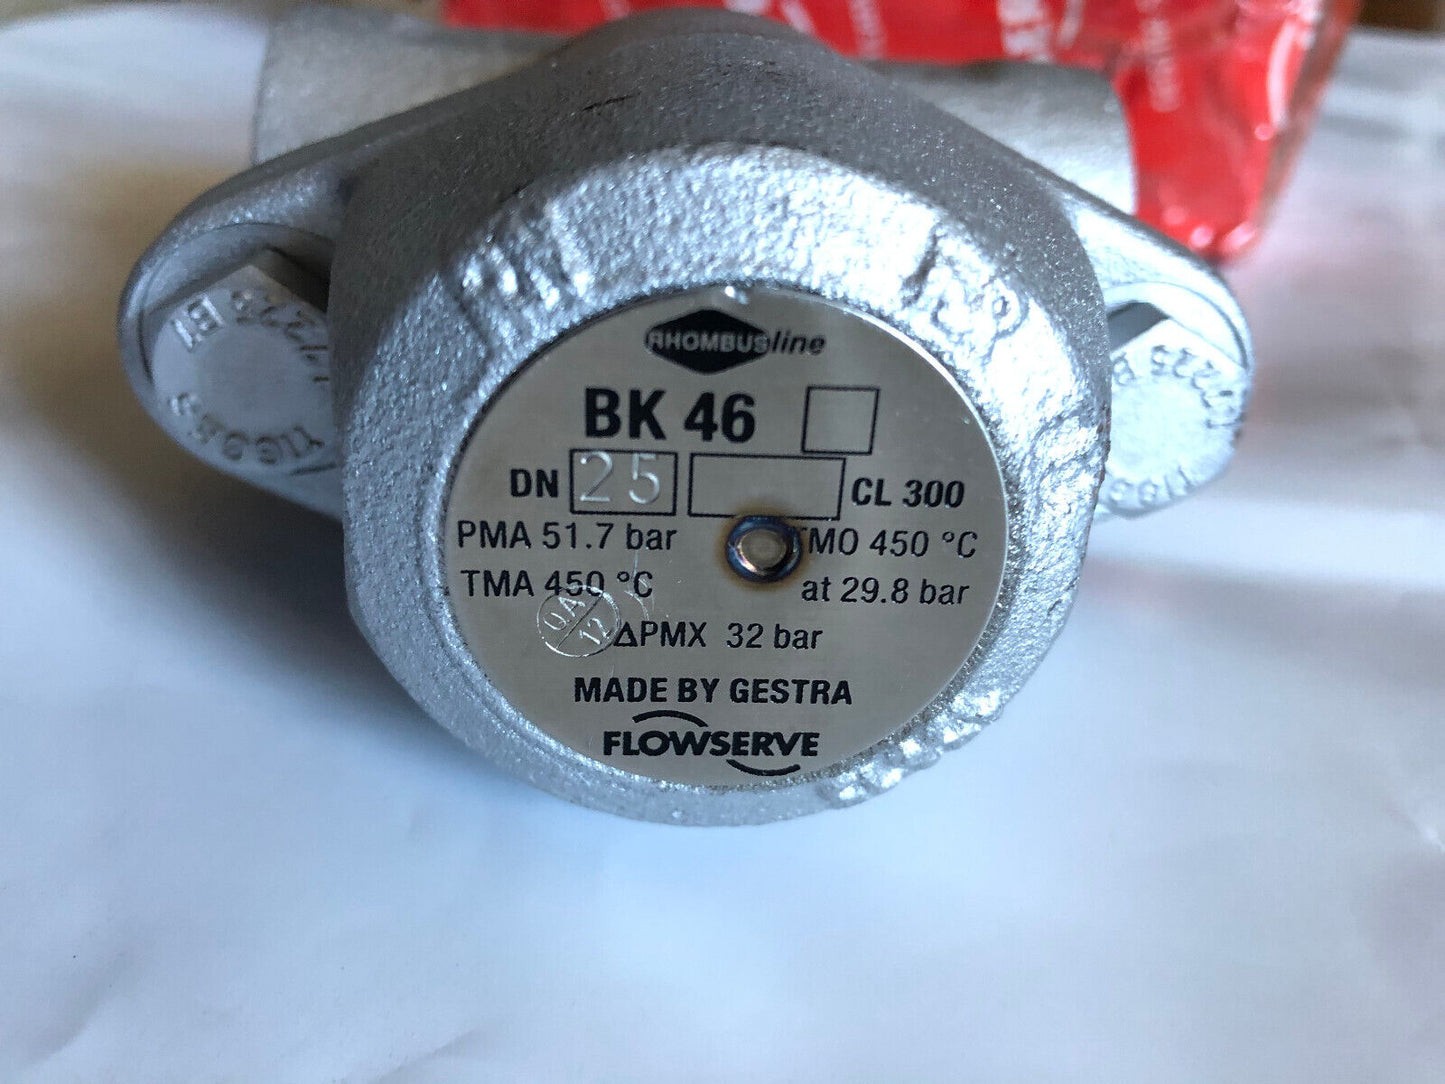 RHOMBUSline
BK 46
DN 25 CL 300
PMA 51.7 bar
TMO 450 °C
TMA 450 °C
at 29.8 bar
ΔPMX 32 bar
MADE BY GESTRA
FLOWSERVE